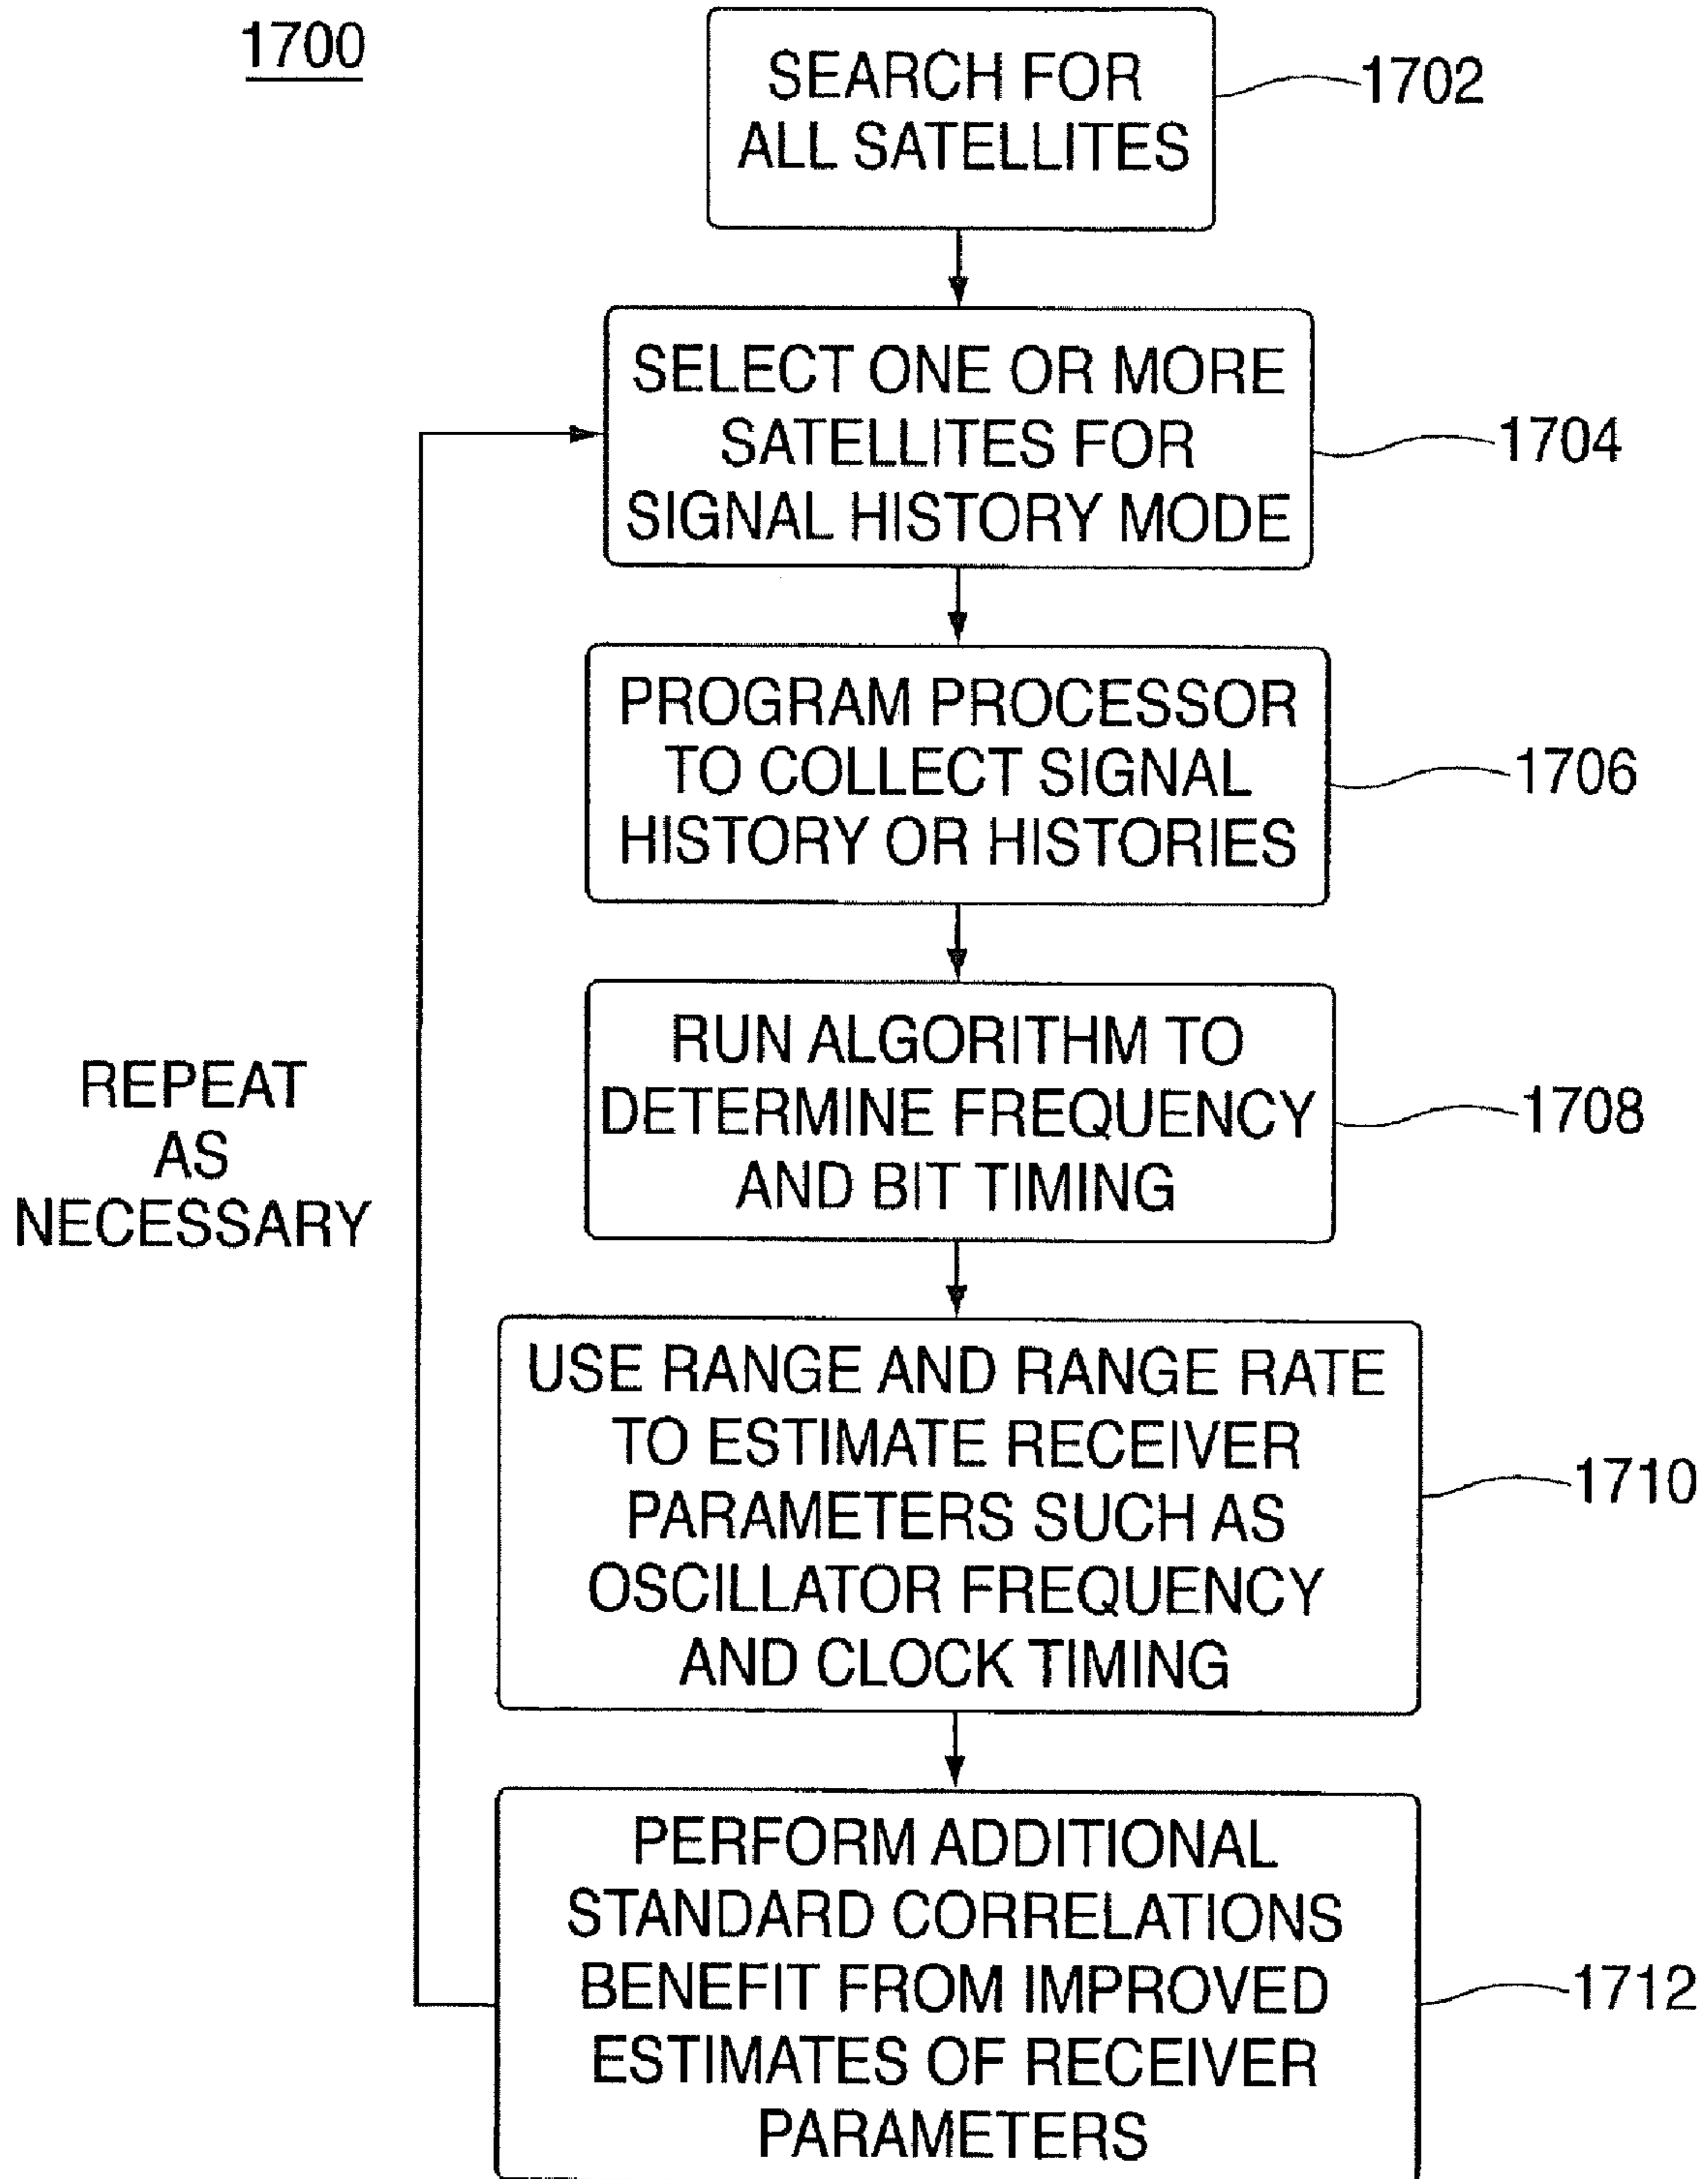 1700
SEARCH FOR
ALL SATELLITES
1702
SELECT ONE OR MORE
SATELLITES FOR
SIGNAL HISTORY MODE
1704
PROGRAM PROCESSOR
TO COLLECT SIGNAL
HISTORY OR HISTORIES
1706
RUN ALGORITHM TO
DETERMINE FREQUENCY
AND BIT TIMING
1708
REPEAT
AS
NECESSARY
USE RANGE AND RANGE RATE
TO ESTIMATE RECEIVER
PARAMETERS SUCH AS
OSCILLATOR FREQUENCY
AND CLOCK TIMING
1710
PERFORM ADDITIONAL
STANDARD CORRELATIONS
BENEFIT FROM IMPROVED
ESTIMATES OF RECEIVER
PARAMETERS
1712